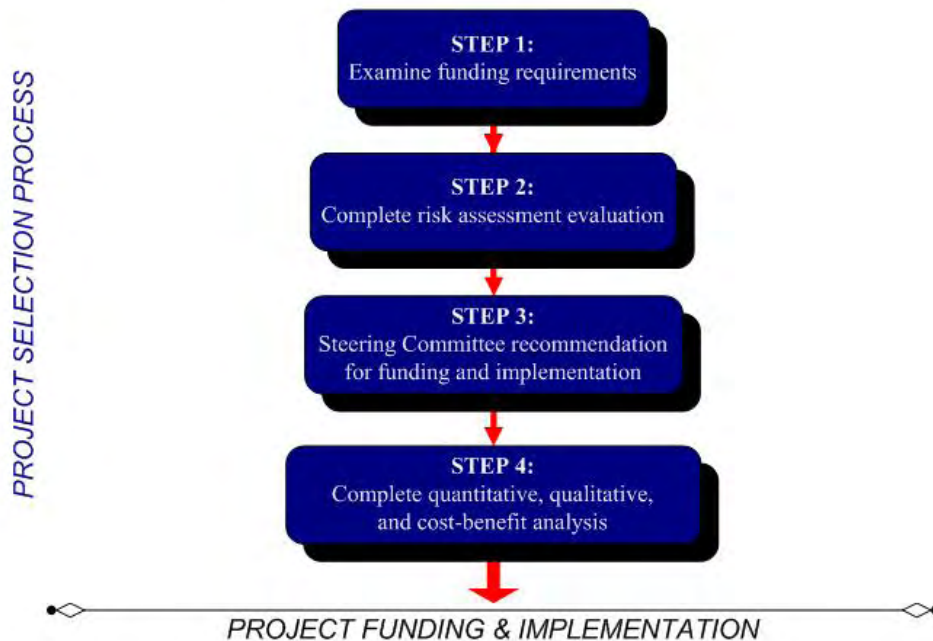 PROJECT SELECTION PROCESS
STEP 1:
Examine funding requirements
STEP 2:
Complete risk assessment evaluation
STEP 3:
Steering Committee recommendation
for funding and implementation
STEP 4:
Complete quantitative, qualitative,
and cost-benefit analysis
PROJECT FUNDING & IMPLEMENTATION